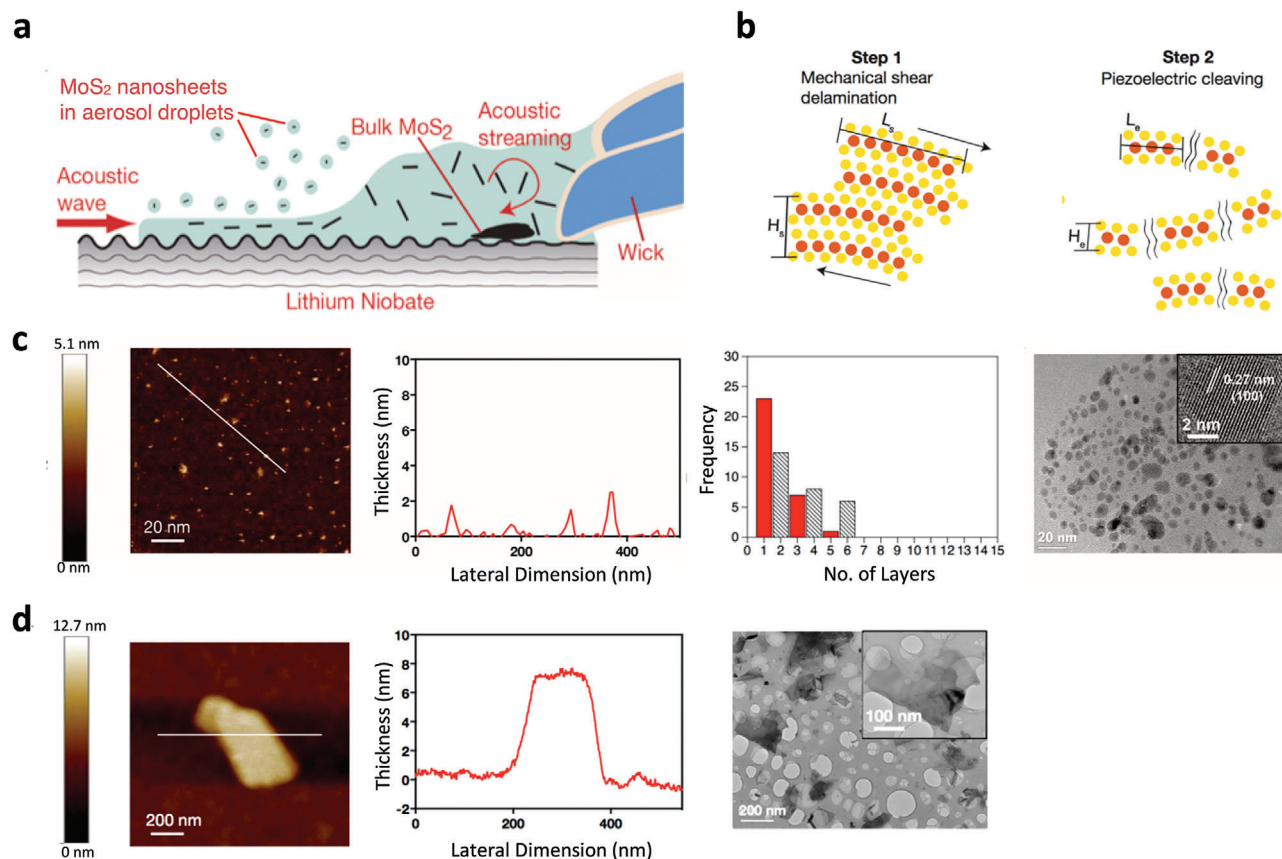 a
MoS₂ nanosheets
in aerosol droplets
Bulk MoS₂
Acoustic
streaming
Acoustic
wave
Wick
Lithium Niobate
b
Step 1
Mechanical shear
delamination
Lₛ
Hₛ
Step 2
Piezoelectric cleaving
Lₑ
Hₑ
c
5.1 nm
0 nm
20 nm
Thickness (nm)
10
8
6
4
2
0
0 200 400
Lateral Dimension (nm)
Frequency
30
25
20
15
10
5
0
0 1 2 3 4 5 6 7 8 9 10 11 12 13 14 15
No. of Layers
0.27 nm
(100)
2 nm
20 nm
d
12.7 nm
0 nm
200 nm
Thickness (nm)
10
8
6
4
2
0
-2
0 200 400
Lateral Dimension (nm)
100 nm
200 nm